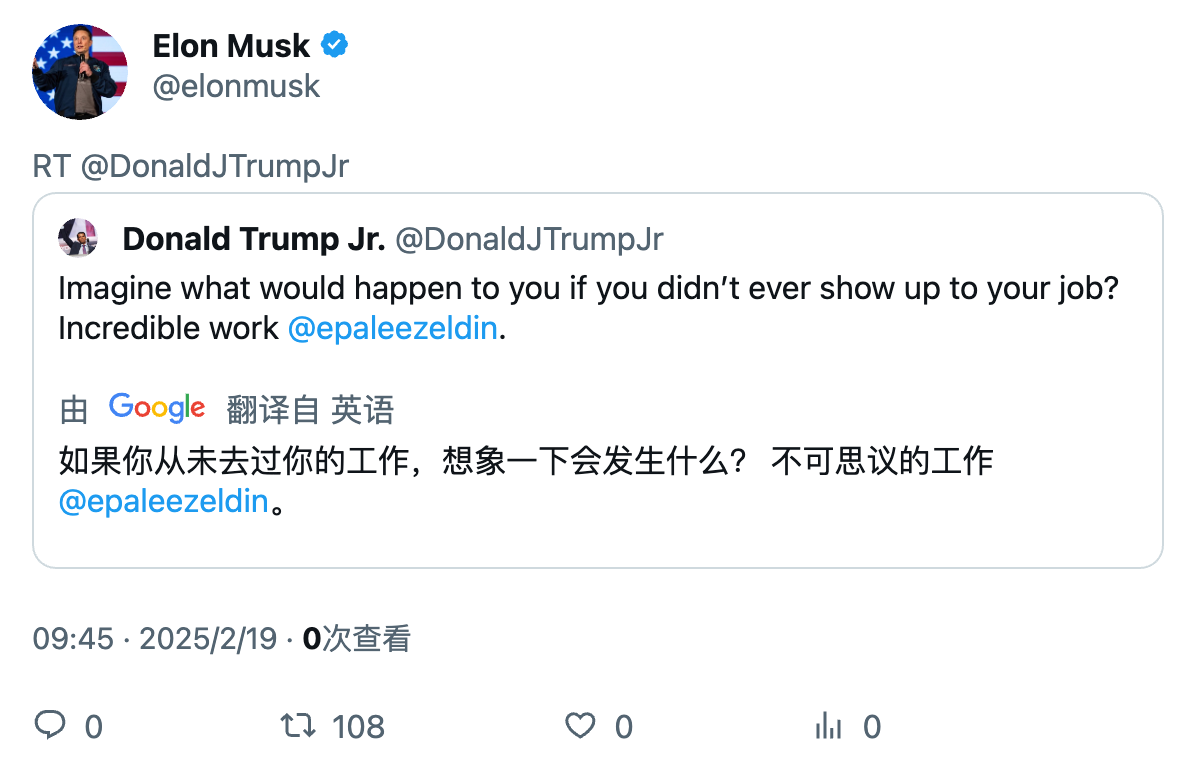 Elon Musk
@elonmusk
RT @DonaldJTrumpJr
Donald Trump Jr. @DonaldJTrumpJr
Imagine what would happen to you if you didn’t ever show up to your job?
Incredible work @epaleezeldin.
由 Google 翻译自 英语
如果你从未去过你的工作，想象一下会发生什么？ 不可思议的工作
@epaleezeldin。
09:45 · 2025/2/19 · 0次查看
0 108 0 0